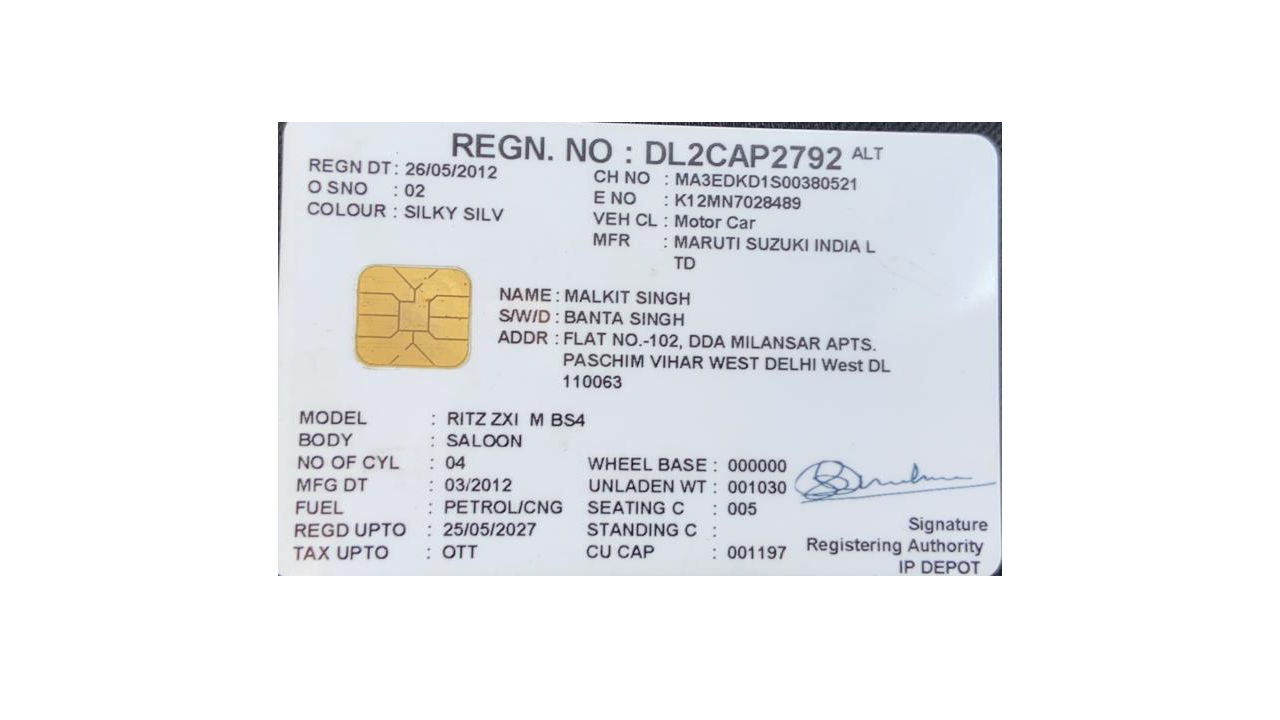 REGN. NO : DL2CAP2792 ALT
REGN DT : 26/05/2012
O SNO : 02
COLOUR : SILKY SILV
CH NO : MA3EDKD1S00380521
E NO : K12MN7028489
VEH CL : Motor Car
MFR : MARUTI SUZUKI INDIA L
TD
NAME : MALKIT SINGH
S/W/D : BANTA SINGH
ADDR : FLAT NO.-102, DDA MILANSAR APTS.
PASCHIM VIHAR WEST DELHI West DL
110063
MODEL : RITZ ZXI M BS4
BODY : SALOON
NO OF CYL : 04
MFG DT : 03/2012
FUEL : PETROL/CNG
REGD UPTO : 25/05/2027
TAX UPTO : OTT
WHEEL BASE : 000000
UNLADEN WT : 001030
SEATING C : 005
STANDING C :
CU CAP : 001197
Signature
Registering Authority
IP DEPOT